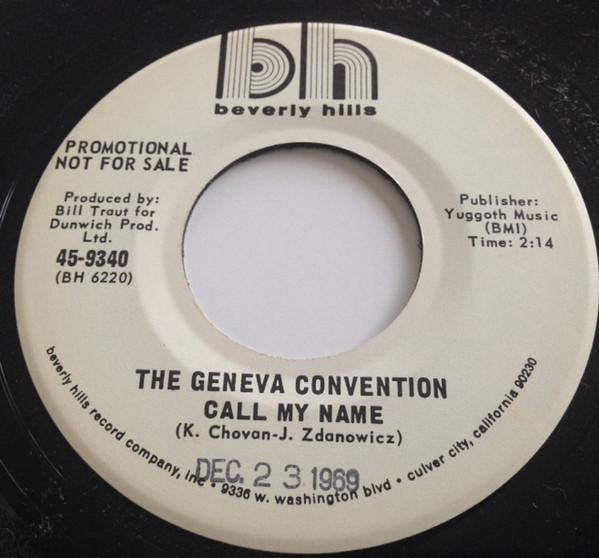 bh
beverly hills
PROMOTIONAL
NOT FOR SALE
Produced by:
Bill Traut for
Dunwich Prod.
Ltd.
45-9340
(BH 6220)
Publisher:
Yuggoth Music
(BMI)
Time: 2:14
THE GENEVA CONVENTION
CALL MY NAME
(K. Chovan-J. Zdanowicz)
DEC. 23 1969
beverly hills record company, inc • 9336 w. washington blvd • culver city, california 90230